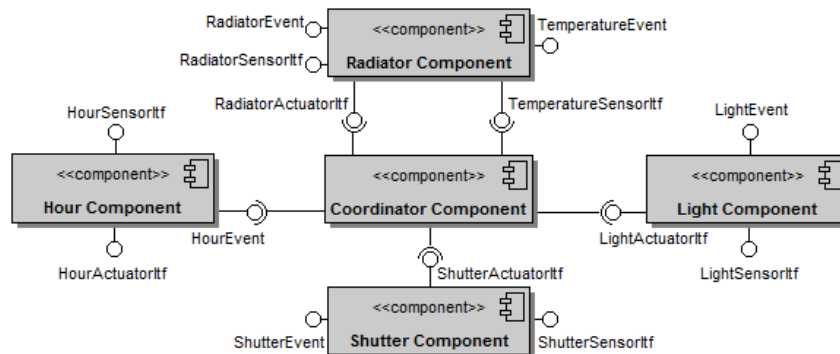 RadiatorEvent
<<component>>
TemperatureEvent
RadiatorSensorItf
Radiator Component
RadiatorActuatorItf
TemperatureSensorItf
HourSensorItf
LightEvent
<<component>>
Hour Component
<<component>>
Coordinator Component
<<component>>
Light Component
HourEvent
LightActuatorItf
HourActuatorItf
ShutterActuatorItf
LightSensorItf
<<component>>
Shutter Component
ShutterEvent
ShutterSensorItf